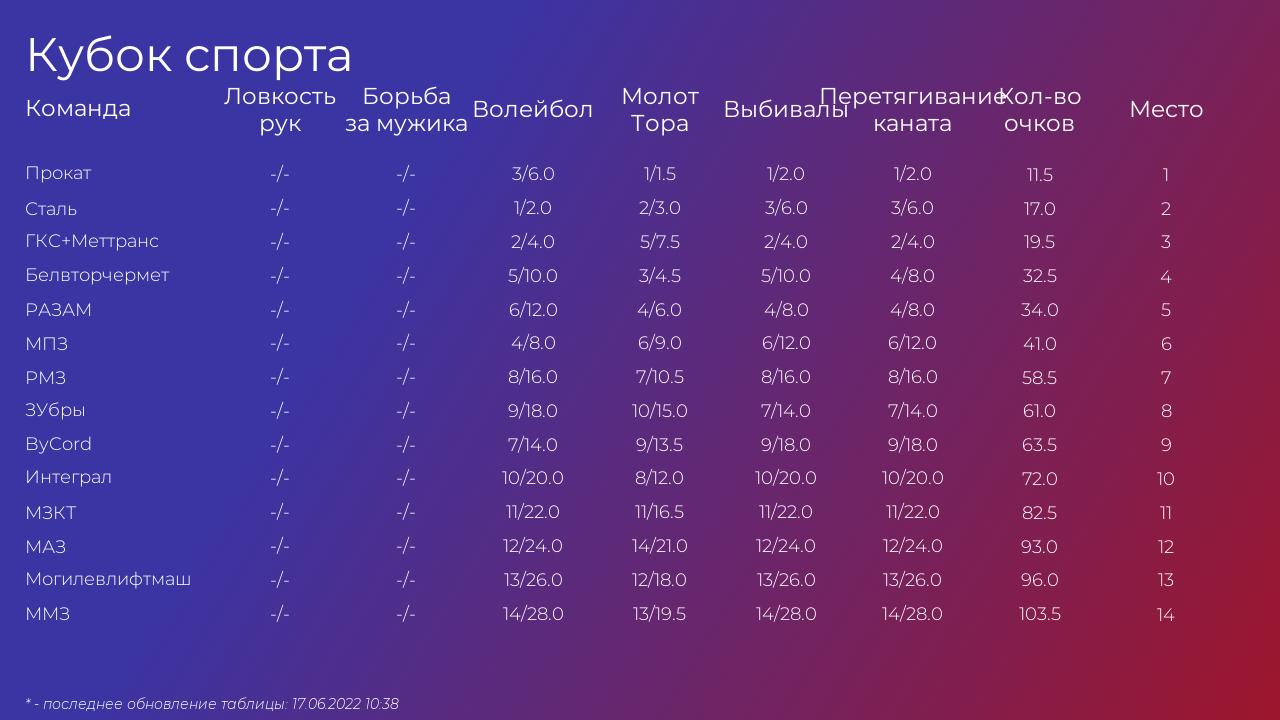 Кубок спорта
Команда Ловкость рук Борьба за мужика Волейбол Молот Тора Выбивалы Перетягивание каната Кол-во очков Место
Прокат -/- -/- 3/6.0 1/1.5 1/2.0 1/2.0 11.5 1
Сталь -/- -/- 1/2.0 2/3.0 3/6.0 3/6.0 17.0 2
ГКС+Меттранс -/- -/- 2/4.0 5/7.5 2/4.0 2/4.0 19.5 3
Белвторчермет -/- -/- 5/10.0 3/4.5 5/10.0 4/8.0 32.5 4
РАЗАМ -/- -/- 6/12.0 4/6.0 4/8.0 4/8.0 34.0 5
МПЗ -/- -/- 4/8.0 6/9.0 6/12.0 6/12.0 41.0 6
РМЗ -/- -/- 8/16.0 7/10.5 8/16.0 8/16.0 58.5 7
ЗУбры -/- -/- 9/18.0 10/15.0 7/14.0 7/14.0 61.0 8
ByCord -/- -/- 7/14.0 9/13.5 9/18.0 9/18.0 63.5 9
Интеграл -/- -/- 10/20.0 8/12.0 10/20.0 10/20.0 72.0 10
МЗКТ -/- -/- 11/22.0 11/16.5 11/22.0 11/22.0 82.5 11
МАЗ -/- -/- 12/24.0 14/21.0 12/24.0 12/24.0 93.0 12
Могилевлифтмаш -/- -/- 13/26.0 12/18.0 13/26.0 13/26.0 96.0 13
ММЗ -/- -/- 14/28.0 13/19.5 14/28.0 14/28.0 103.5 14
* - последнее обновление таблицы: 17.06.2022 10:38